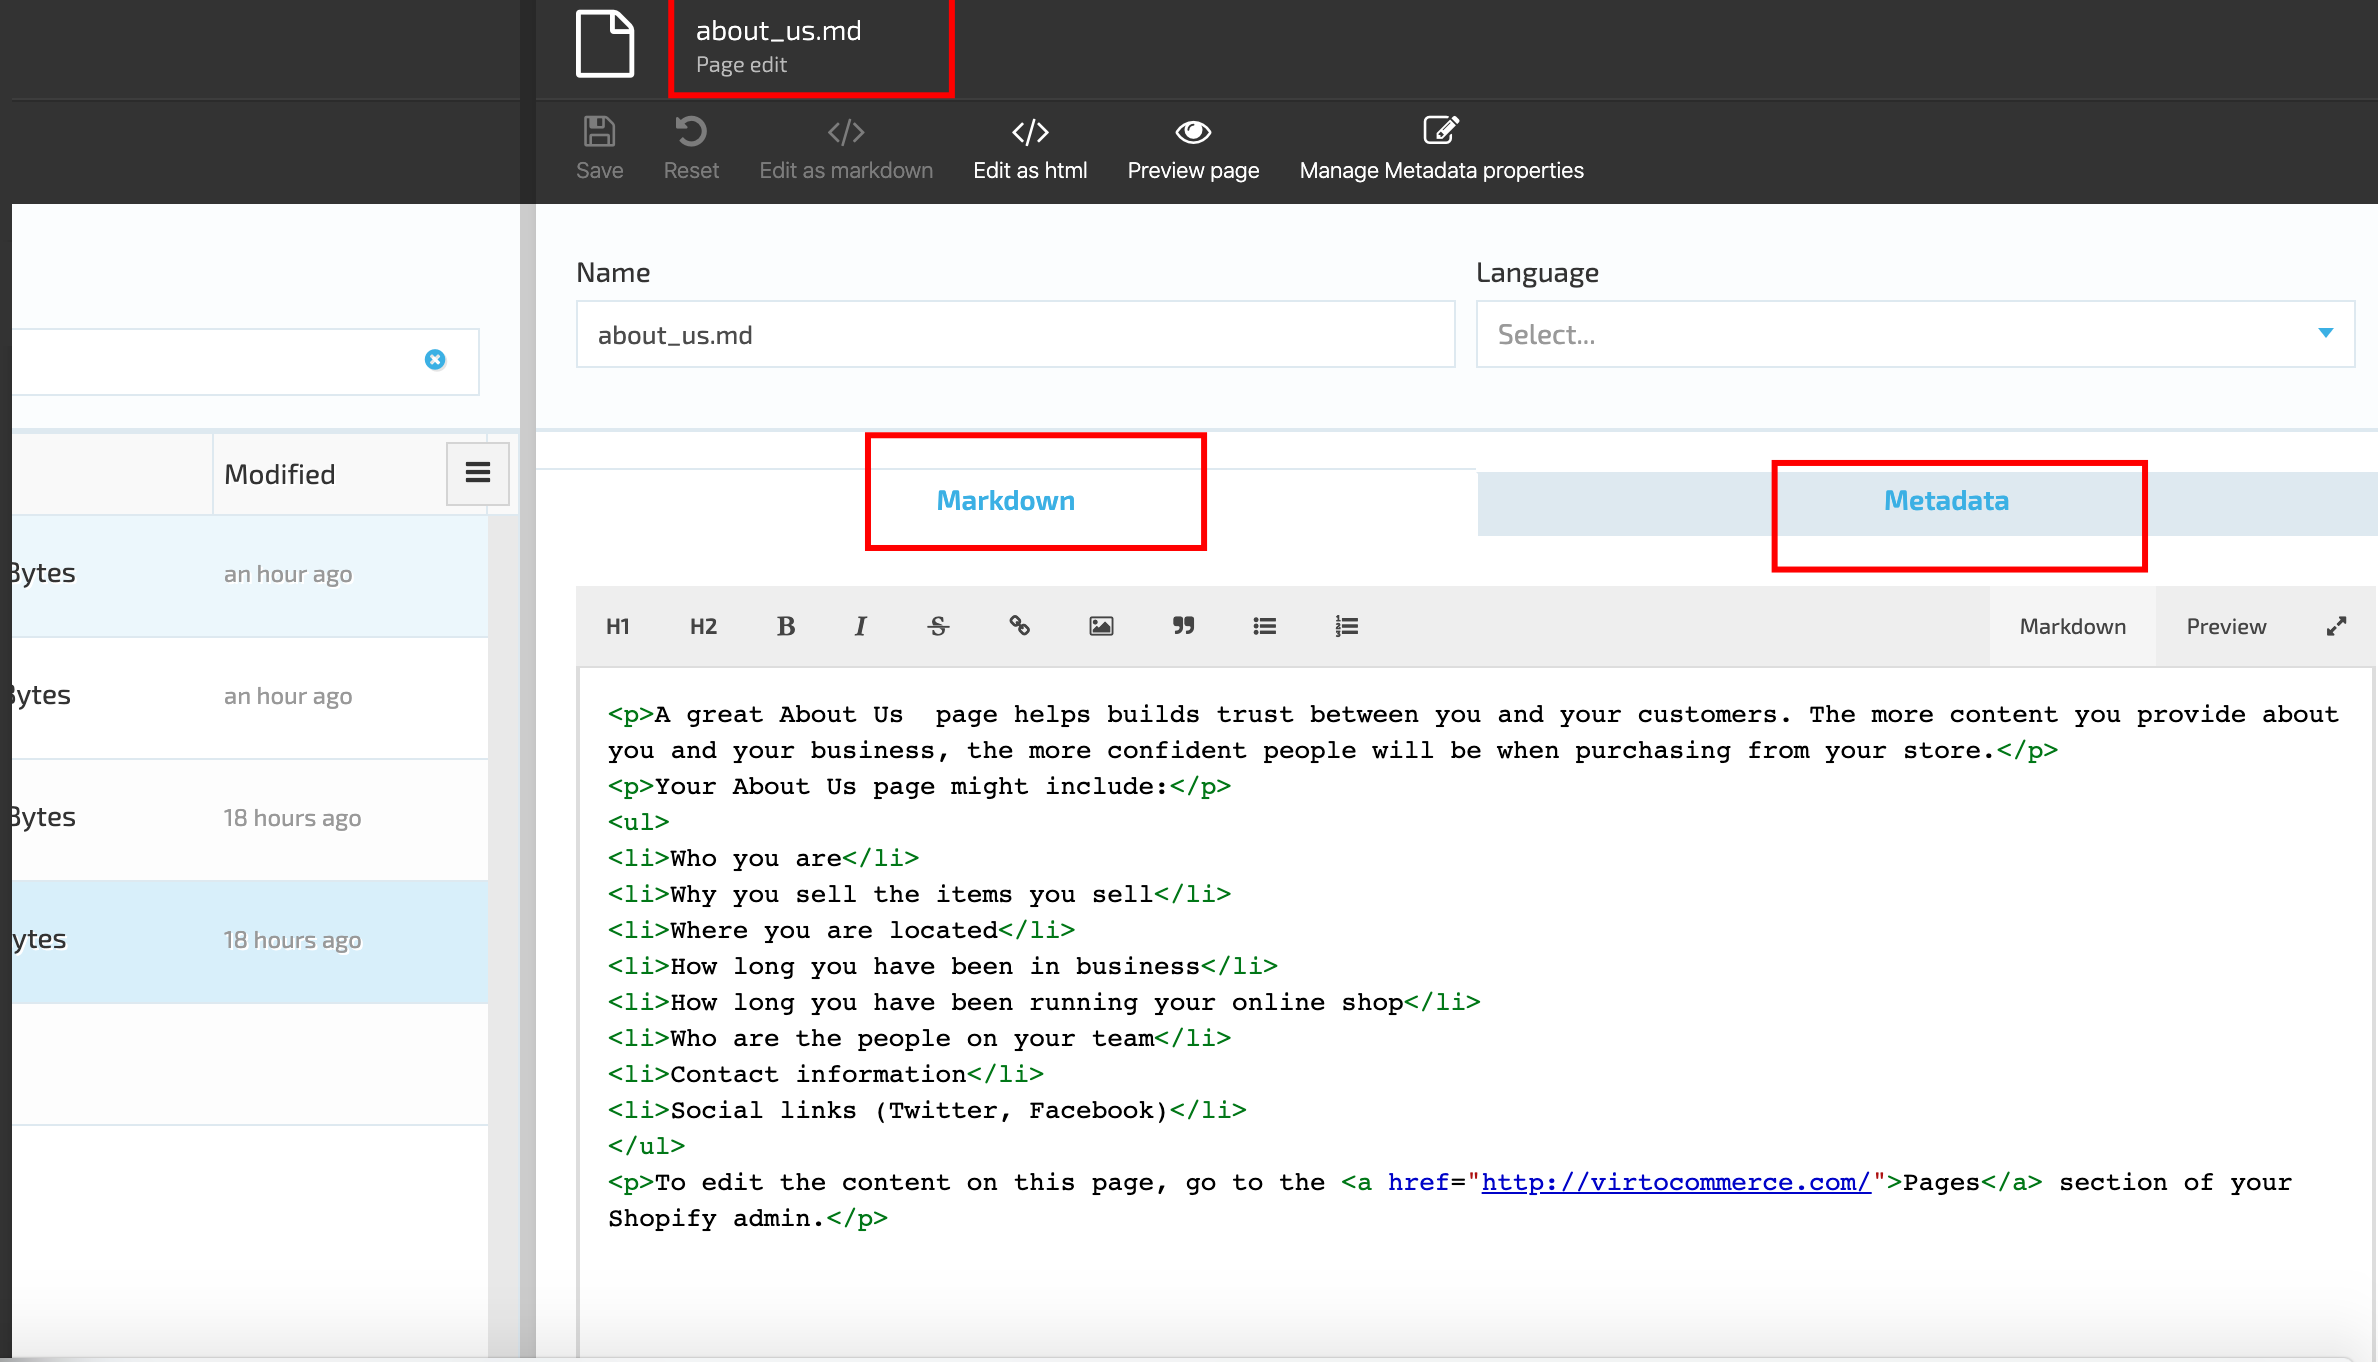 about_us.md
Page edit
Save
Reset
Edit as markdown
Edit as html
Preview page
Manage Metadata properties
Name
Language
about_us.md
Select...
Modified
Markdown
Metadata
Bytes
an hour ago
Bytes
an hour ago
Bytes
18 hours ago
ytes
18 hours ago
H1
H2
B
I
S
Markdown
Preview
<p>A great About Us  page helps builds trust between you and your customers. The more content you provide about
you and your business, the more confident people will be when purchasing from your store.</p>
<p>Your About Us page might include:</p>
<ul>
<li>Who you are</li>
<li>Why you sell the items you sell</li>
<li>Where you are located</li>
<li>How long you have been in business</li>
<li>How long you have been running your online shop</li>
<li>Who are the people on your team</li>
<li>Contact information</li>
<li>Social links (Twitter, Facebook)</li>
</ul>
<p>To edit the content on this page, go to the <a href="http://virtocommerce.com/">Pages</a> section of your
Shopify admin.</p>